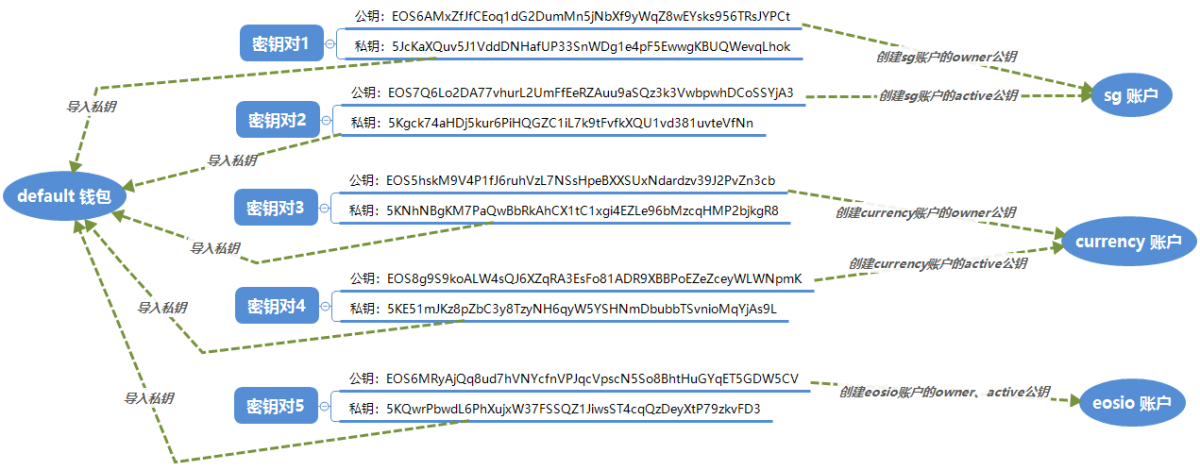 公钥：EOS6AMxZfJfCEoq1dG2DumMn5jNbXf9yWqZ8wEYsks956TRsJYPCt
密钥对1
私钥：5JcKaXQuv5J1VddDNHafUP33SnWDg1e4pF5EwwgKBUQWevqLhok
创建sg账户的owner公钥
导入私钥
公钥：EOS7Q6Lo2DA77vhurL2UmFfEeRZAuu9aSQz3k3VwbpwhDCoSSYjA3
创建sg账户的active公钥
sg 账户
密钥对2
私钥：5Kgck74aHDj5kur6PiHQGZC1iL7k9tFvfkXQU1vd381uvteVfNn
导入私钥
default 钱包
公钥：EOS5hskM9V4P1fJ6ruhVzL7NSsHpeBXXSUxNdardzv39J2PvZn3cb
密钥对3
私钥：5KNhNBgKM7PaQwBbRkAhCX1tC1xgi4EZLe96bMzcqHMP2bjkgR8
创建currency账户的owner公钥
导入私钥
currency 账户
创建currency账户的active公钥
公钥：EOS8g9S9koALW4sQJ6XZqRA3EsFo81ADR9XBBPoEZeZceyWLWNpmK
密钥对4
私钥：5KE51mJKz8pZbC3y8TzyNH6qyW5YSHNmDbubbTSvnioMqYjAs9L
导入私钥
公钥：EOS6MRyAjQq8ud7hVNYcfnVPJqcVpscN5So8BhtHuGYqET5GDW5CV
创建eosio账户的owner、active公钥
eosio 账户
导入私钥
密钥对5
私钥：5KQwrPbwdL6PhXujxW37FSSQZ1JiwsST4cqQzDeyXtP79zkvFD3